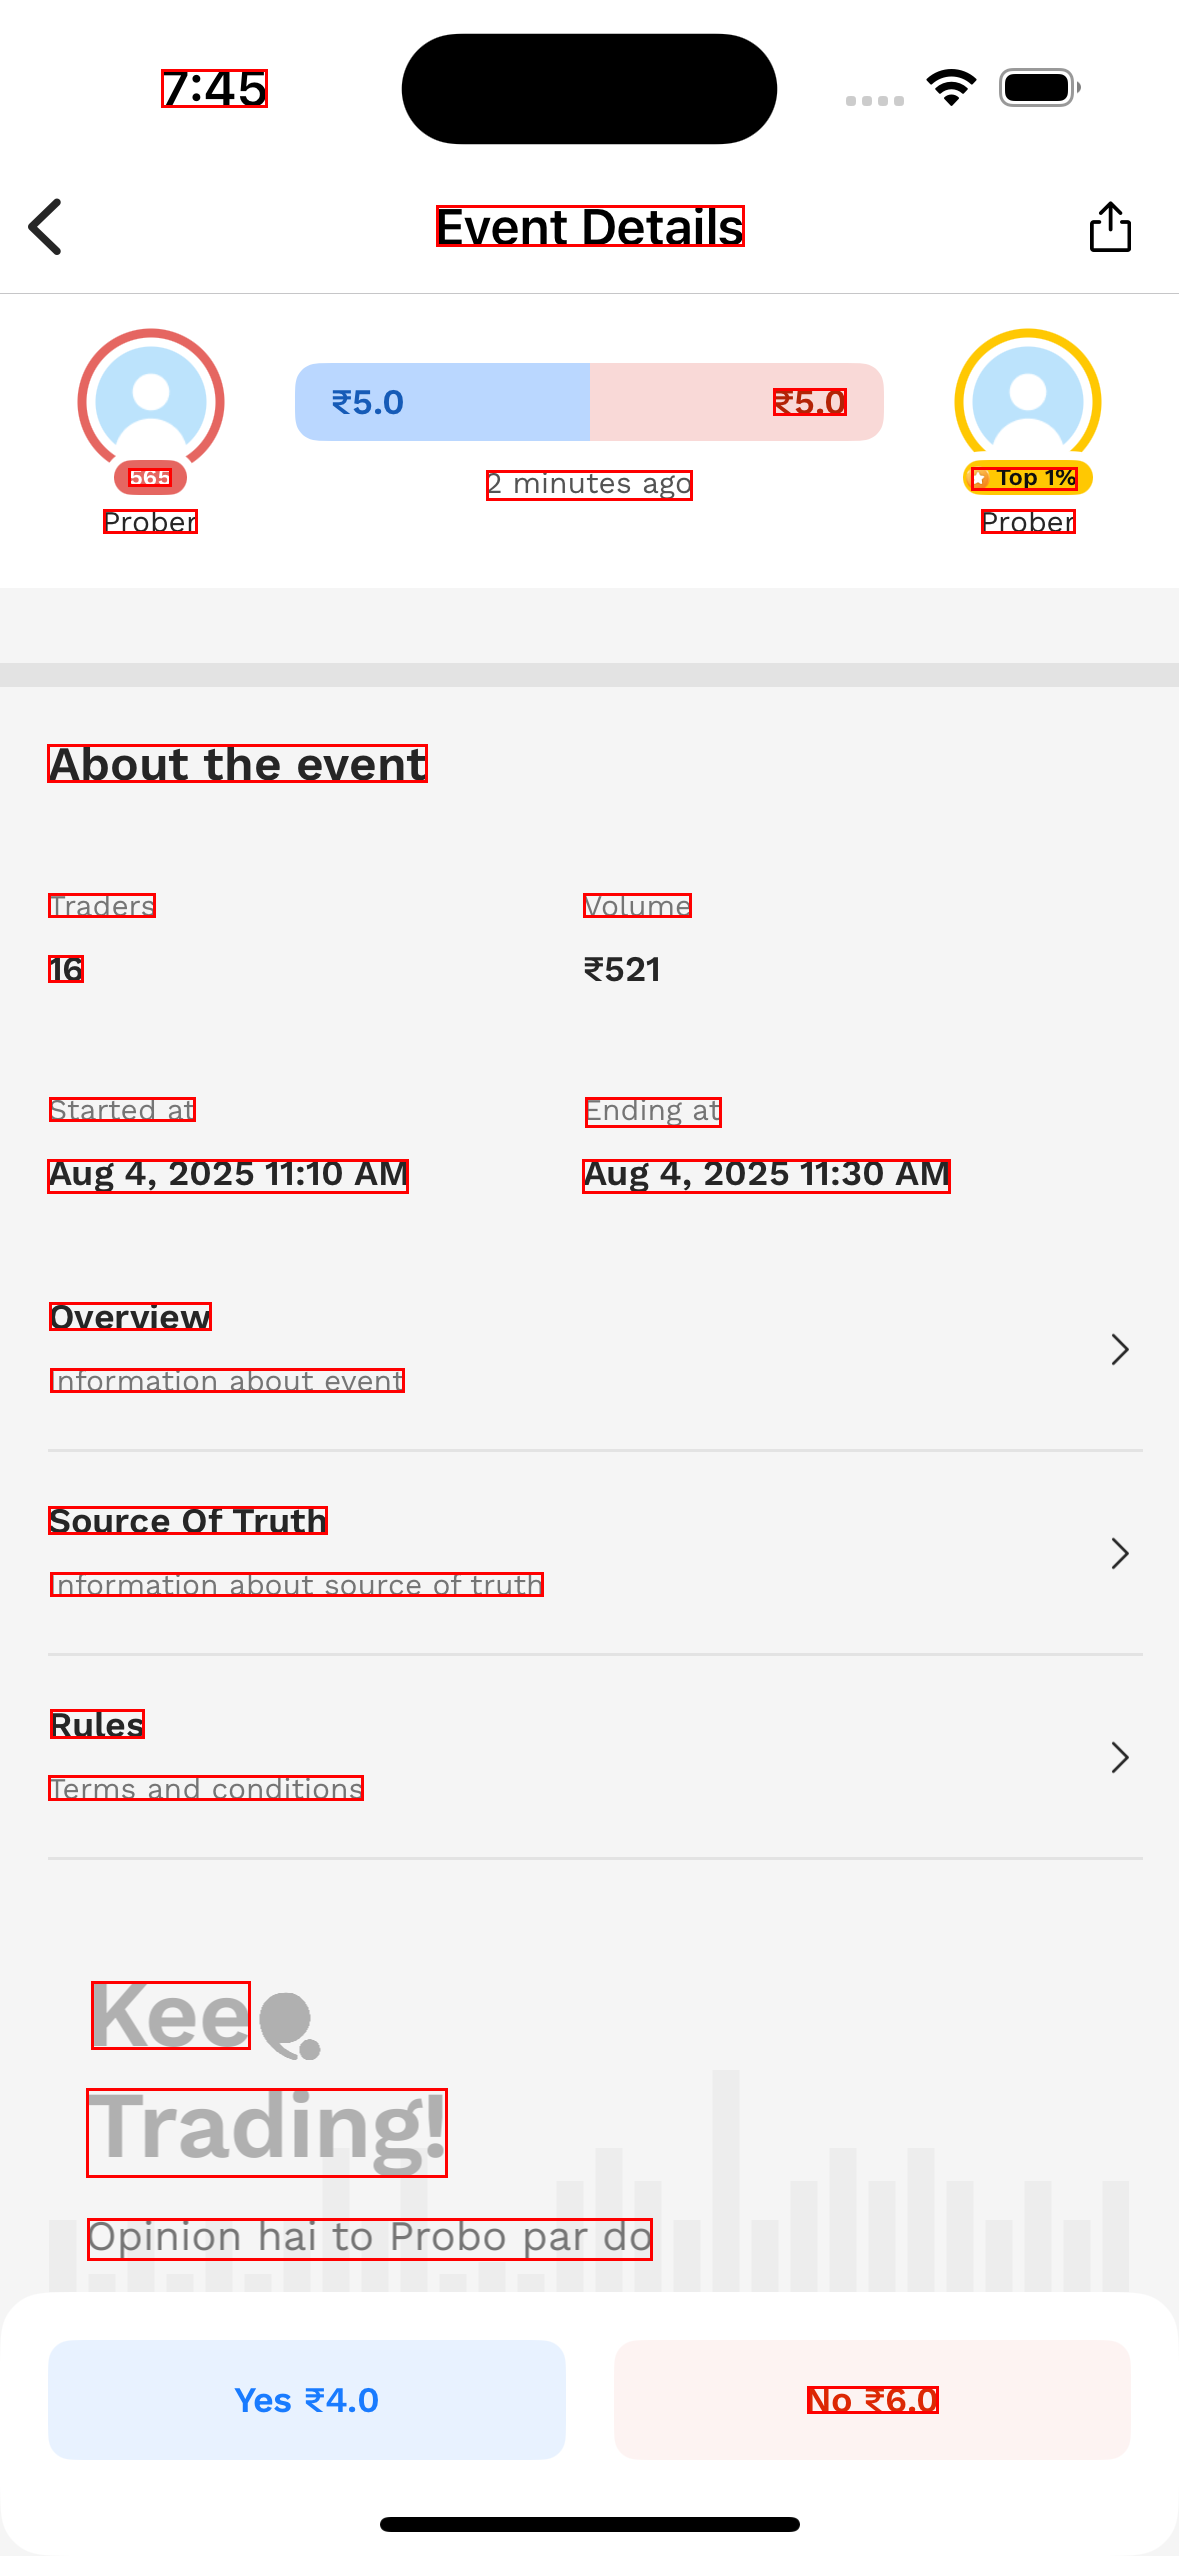 7:45
Event Details
₹5.0 ₹5.0
565 2 minutes ago Top 1%
Prober Prober
About the event
Traders Volume
16 ₹521
Started at Ending at
Aug 4, 2025 11:10 AM Aug 4, 2025 11:30 AM
Overview
Information about event
Source Of Truth
Information about source of truth
Rules
Terms and conditions
Kee
Trading!
Opinion hai to Probo par do
Yes ₹4.0 No ₹6.0